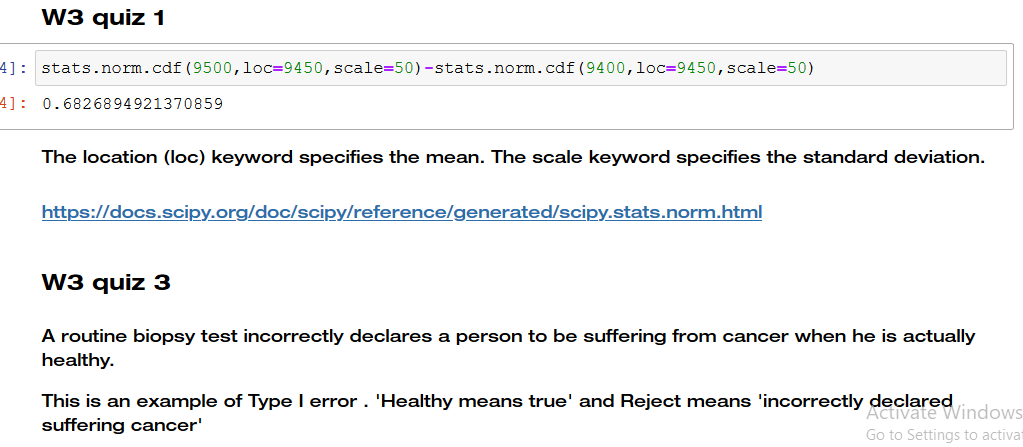 W3 quiz 1
4]: stats.norm.cdf(9500,loc=9450,scale=50)-stats.norm.cdf(9400,loc=9450,scale=50)
4]: 0.6826894921370859
The location (loc) keyword specifies the mean. The scale keyword specifies the standard deviation.
https://docs.scipy.org/doc/scipy/reference/generated/scipy.stats.norm.html
W3 quiz 3
A routine biopsy test incorrectly declares a person to be suffering from cancer when he is actually
healthy.
This is an example of Type I error . 'Healthy means true' and Reject means 'incorrectly declared
suffering cancer'
Activate Windows
Go to Settings to activat